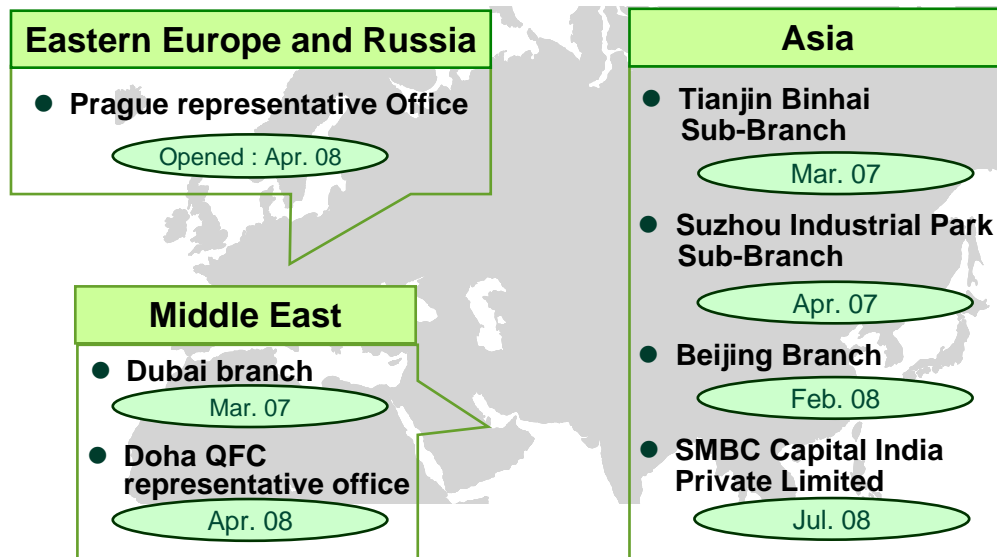 Eastern Europe and Russia
Prague representative Office
Opened : Apr. 08
Middle East
Dubai branch
Mar. 07
Doha QFC
representative office
Apr. 08
Asia
Tianjin Binhai
Sub-Branch
Mar. 07
Suzhou Industrial Park
Sub-Branch
Apr. 07
Beijing Branch
Feb. 08
SMBC Capital India
Private Limited
Jul. 08